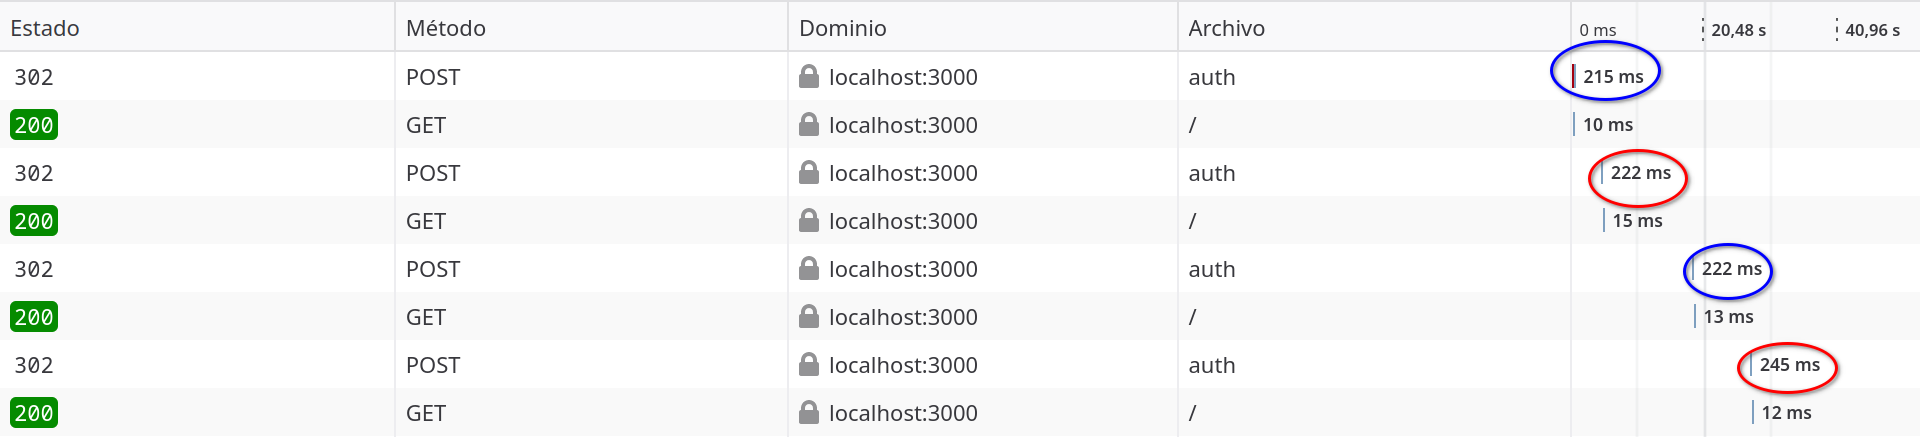 Estado Método Dominio Archivo 0 ms 20,48 s 40,96 s
302 POST localhost:3000 auth 215 ms
200 GET localhost:3000 / 10 ms
302 POST localhost:3000 auth 222 ms
200 GET localhost:3000 / 15 ms
302 POST localhost:3000 auth 222 ms
200 GET localhost:3000 / 13 ms
302 POST localhost:3000 auth 245 ms
200 GET localhost:3000 / 12 ms